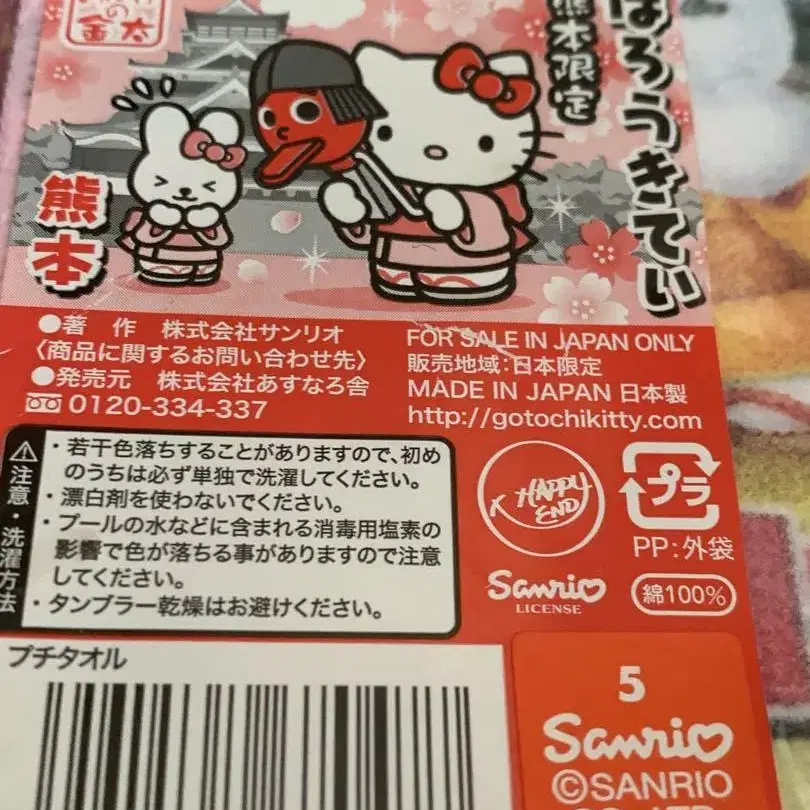 の
金太
はろうきてぃ
熊本限定
熊本
●著 作 株式会社サンリオ
〈商品に関するお問い合わせ先〉
●発売元 株式会社あすなろ舎
0120-334-337
FOR SALE IN JAPAN ONLY
販売地域:日本限定
MADE IN JAPAN 日本製
http://gotochikitty.com
注意・洗濯方法
・若干色落ちすることがありますので、初め
のうちは必ず単独で洗濯してください。
・漂白剤を使わないでください。
・プールの水などに含まれる消毒用塩素の
影響で色が落ちる事がありますので注意
してください。
・タンブラー乾燥はお避けください。
HAPPY
END
プラ
PP:外袋
Sanrio
LICENSE
綿100%
プチタオル
5
Sanrio
©SANRIO